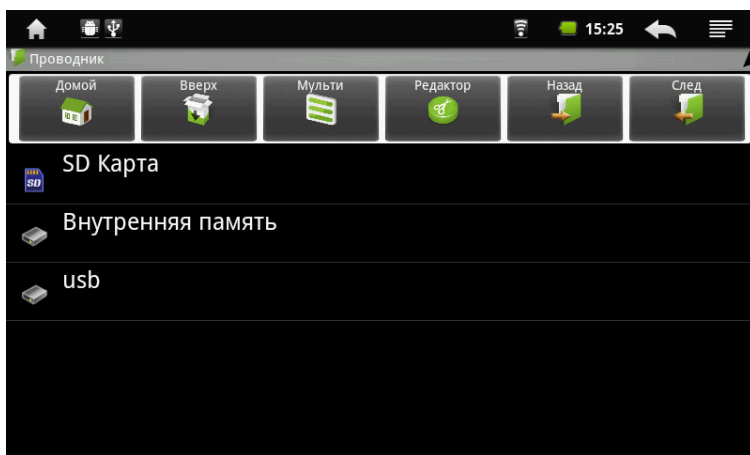 15:25
Проводник
Домой Вверх Мульти Редактор Назад След
SD Карта
SD
Внутренняя память
usb